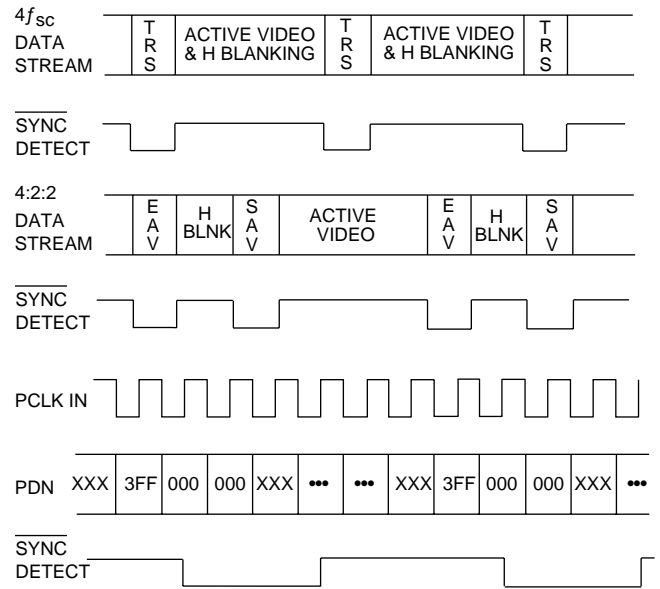 4fSC
DATA
STREAM
T
R
S
ACTIVE VIDEO
& H BLANKING
T
R
S
ACTIVE VIDEO
& H BLANKING
T
R
S
SYNC
DETECT
4:2:2
DATA
STREAM
E
A
V
H
BLNK
S
A
V
ACTIVE
VIDEO
E
A
V
H
BLNK
S
A
V
SYNC
DETECT
PCLK IN
PDN XXX 3FF 000 000 XXX ••• ••• XXX 3FF 000 000 XXX •••
SYNC
DETECT